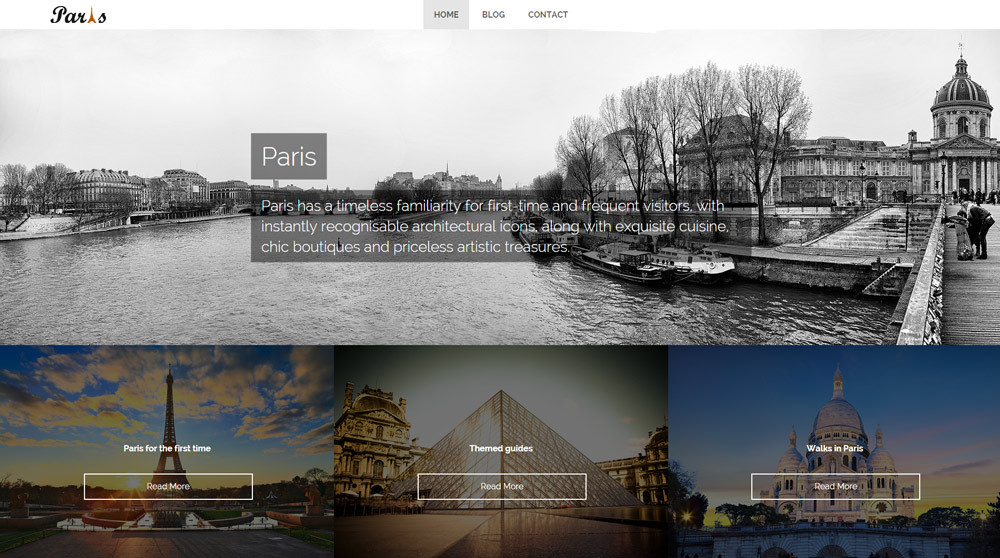 Paris
HOME BLOG CONTACT
Paris
Paris has a timeless familiarity for first-time and frequent visitors, with
instantly recognisable architectural icons, along with exquisite cuisine,
chic boutiques and priceless artistic treasures.
Paris for the first time
Read More
Themed guides
Read More
Walks in Paris
Read More